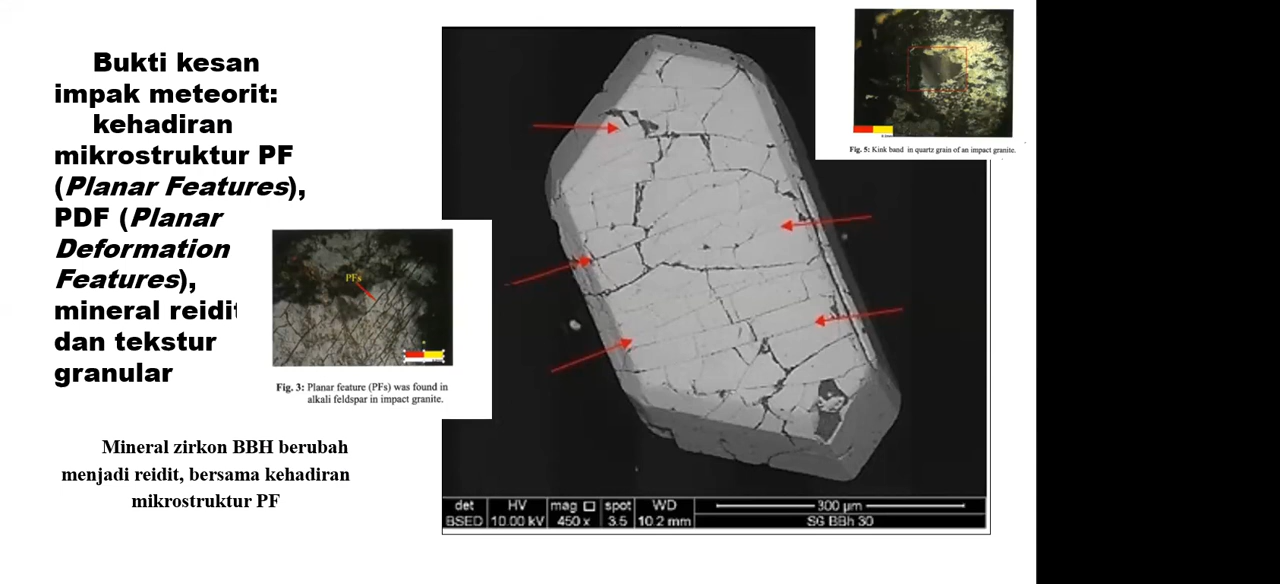 Bukti kesan
impak meteorit:
kehadiran
mikrostruktur PF
(Planar Features),
PDF (Planar
Deformation
Features),
mineral reidit
dan tekstur
granular
Mineral zirkon BBH berubah
menjadi reidit, bersama kehadiran
mikrostruktur PF
PFs
Fig. 3: Planar feature (PFs) was found in
alkali feldspar in impact granite.
Fig. 5: Kink band in quartz grain of an impact granite.
det HV mag spot WD 300 µm
BSED 10.00 kV 450 x 3.5 10.2 mm SG BBh 30